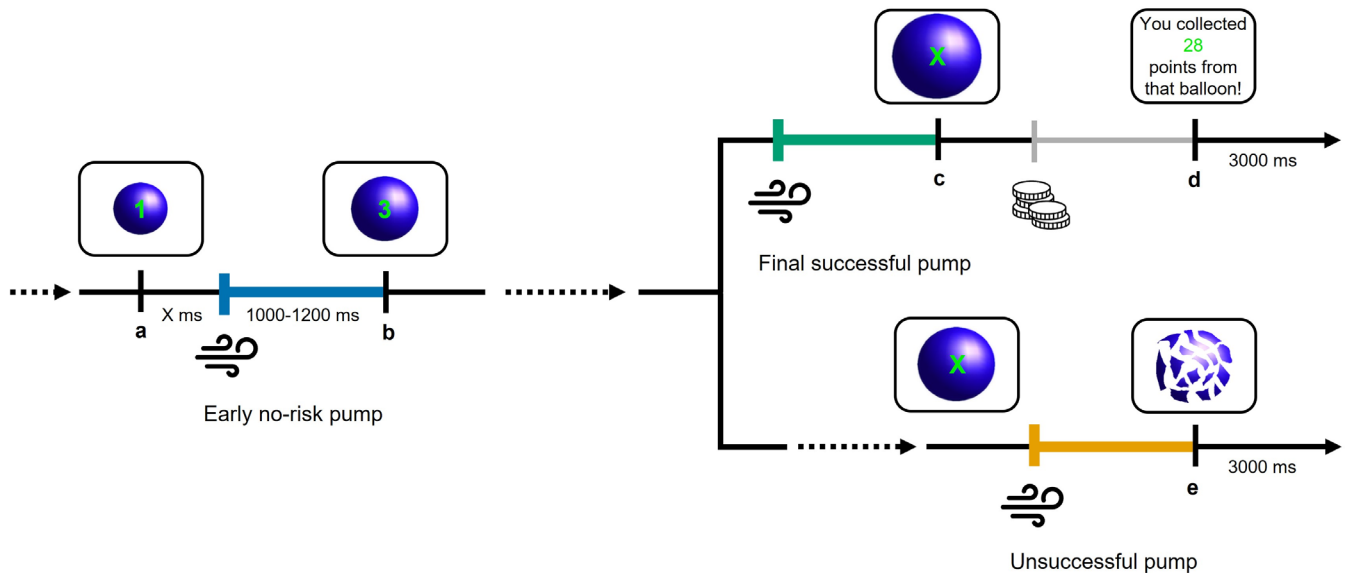 1
3
a
X ms
1000-1200 ms
b
Early no-risk pump
X
You collected
28
points from
that balloon!
c
d
3000 ms
Final successful pump
X
e
3000 ms
Unsuccessful pump